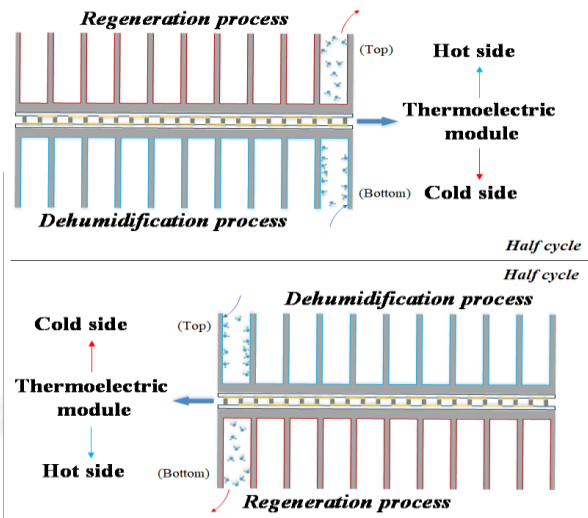 Regeneration process
(Top)
Hot side
Thermoelectric
module
(Bottom)
Cold side
Dehumidification process
Half cycle
Half cycle
Dehumidification process
Cold side
(Top)
Thermoelectric
module
Hot side
(Bottom)
Regeneration process